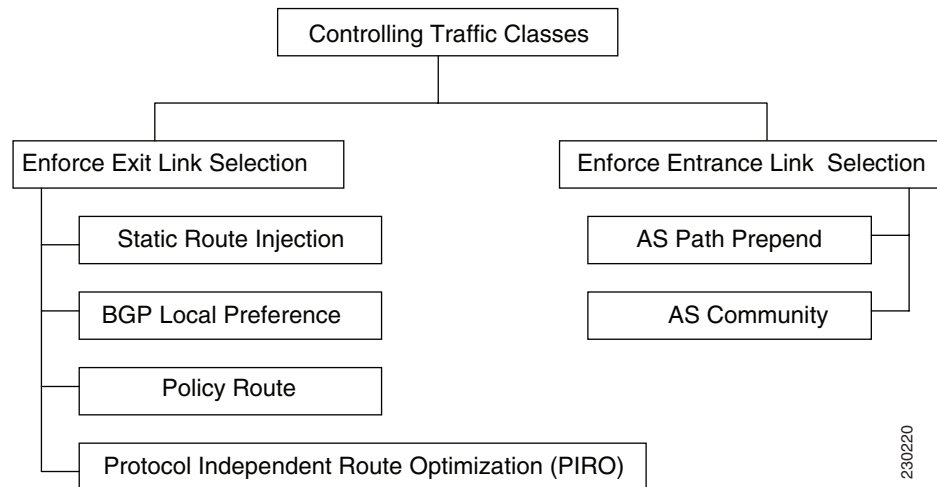 Controlling Traffic Classes
Enforce Exit Link Selection
Enforce Entrance Link Selection
Static Route Injection
AS Path Prepend
BGP Local Preference
AS Community
Policy Route
Protocol Independent Route Optimization (PIRO)
230220